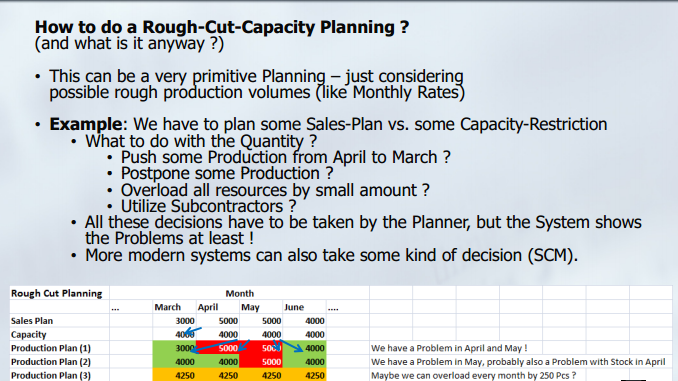 How to do a Rough-Cut-Capacity Planning ?
(and what is it anyway ?)
• This can be a very primitive Planning – just considering
possible rough production volumes (like Monthly Rates)
• Example: We have to plan some Sales-Plan vs. some Capacity-Restriction
• What to do with the Quantity ?
• Push some Production from April to March ?
• Postpone some Production ?
• Overload all resources by small amount ?
• Utilize Subcontractors ?
• All these decisions have to be taken by the Planner, but the System shows
the Problems at least !
• More modern systems can also take some kind of decision (SCM).
Rough Cut Planning Month
... March April May June ....
Sales Plan 3000 5000 5000 4000
Capacity 4000 4000 4000 4000
Production Plan (1) 3000 5000 5000 4000 We have a Problem in April and May !
Production Plan (2) 4000 4000 5000 4000 We have a Problem in May, probably also a Problem with Stock in April
Production Plan (3) 4250 4250 4250 4250 Maybe we can overload every month by 250 Pcs ?